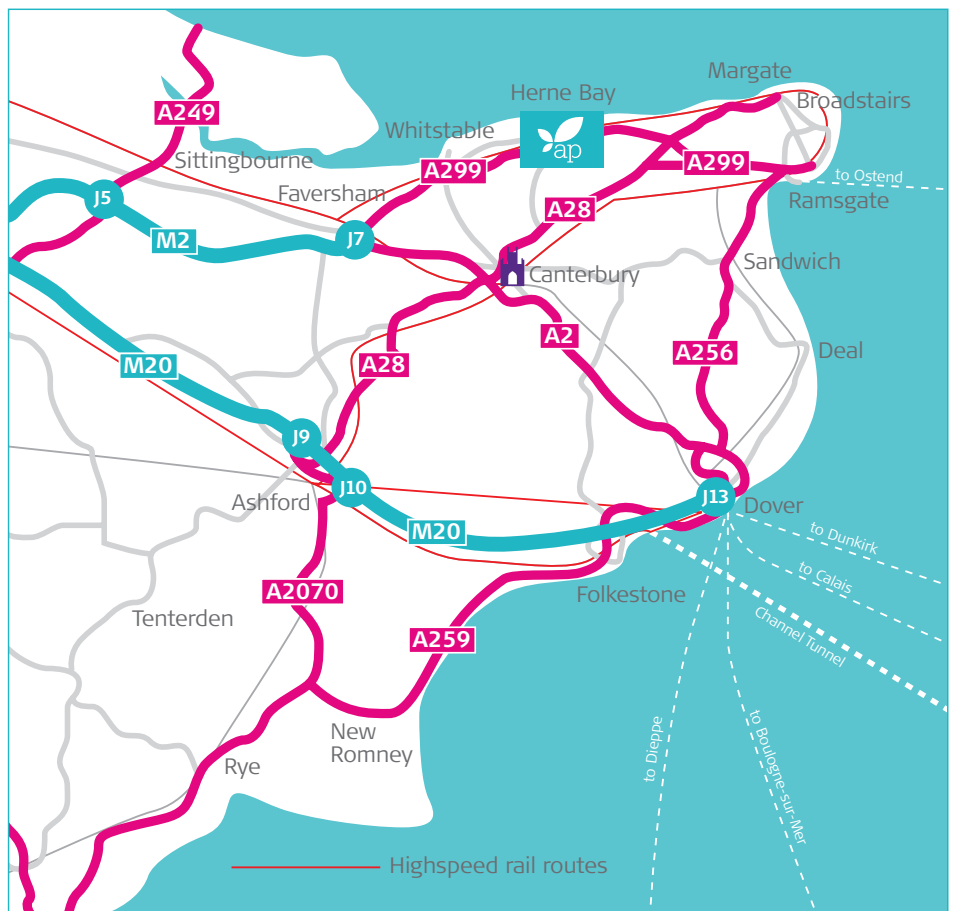 Margate
Herne Bay
Broadstairs
A249
Whitstable
ap
Sittingbourne
A299
A299
to Ostend
Faversham
J5
Ramsgate
A28
M2
J7
Canterbury
Sandwich
A2
A256
Deal
M20
A28
J9
J10
Ashford
J13
Dover
M20
to Dunkirk
to Calais
A2070
Folkestone
Tenterden
Channel Tunnel
A259
New
Romney
to Dieppe
to Boulogne-sur-Mer
Rye
Highspeed rail routes